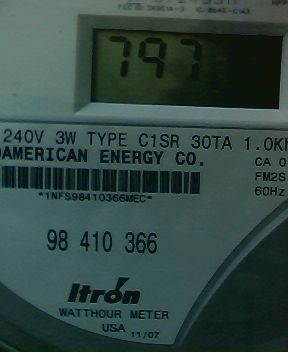 797
240V 3W TYPE C1SR 30TA 1.0K
AMERICAN ENERGY CO.
CA 0
FM2S
*1NFS98410366MEC*
60Hz
98 410 366
Itron
WATTHOUR METER
USA 11/07